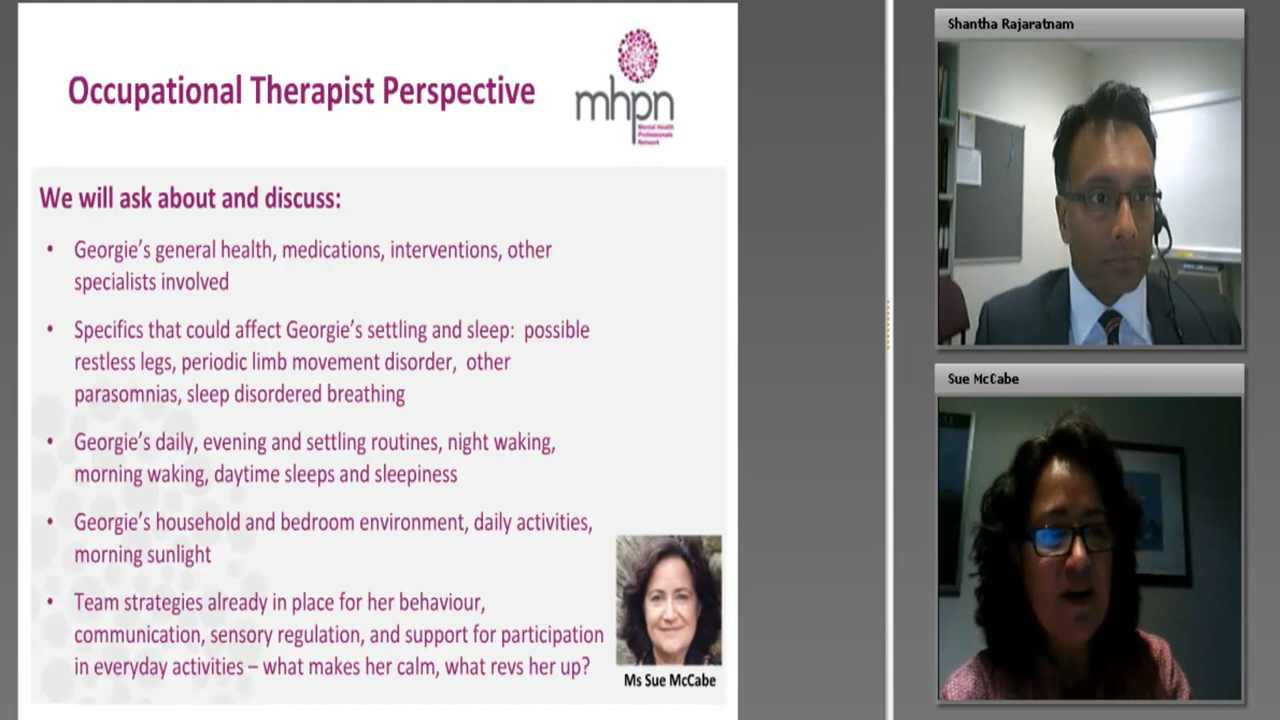 Occupational Therapist Perspective
mhpn
Mental Health
Professionals
Network
We will ask about and discuss:
• Georgie's general health, medications, interventions, other
specialists involved
• Specifics that could affect Georgie's settling and sleep: possible
restless legs, periodic limb movement disorder, other
parasomnias, sleep disordered breathing
• Georgie's daily, evening and settling routines, night waking,
morning waking, daytime sleeps and sleepiness
• Georgie's household and bedroom environment, daily activities,
morning sunlight
• Team strategies already in place for her behaviour,
communication, sensory regulation, and support for participation
in everyday activities – what makes her calm, what revs her up?
Ms Sue McCabe
Shantha Rajaratnam
Sue McCabe